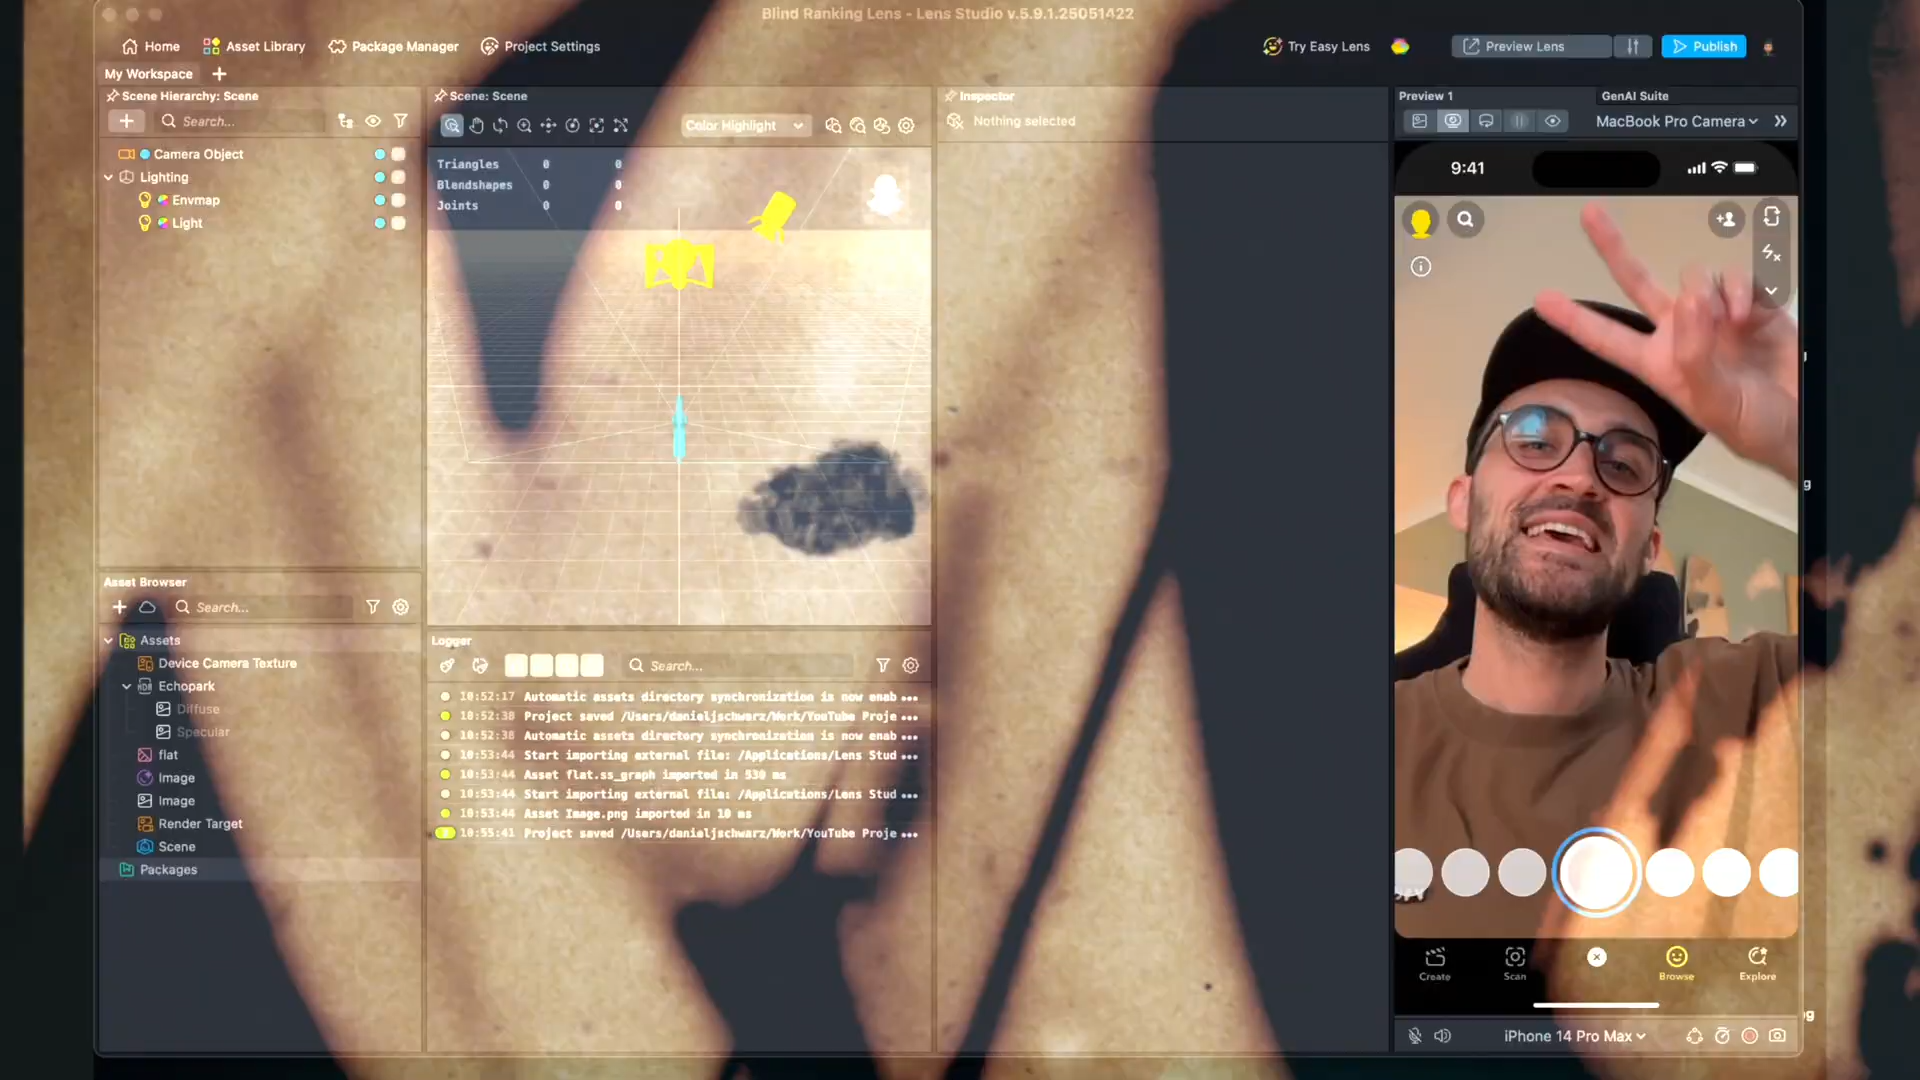 Blind Ranking Lens - Lens Studio v.5.9.1.25051422
Home
Asset Library
Package Manager
Project Settings
Try Easy Lens
Preview Lens
Publish
My Workspace
Scene Hierarchy: Scene
Search...
Camera Object
Lighting
Envmap
Light
Scene: Scene
Color Highlight
Triangles 0 0
Blendshapes 0 0
Joints 0 0
Inspector
Nothing selected
Preview 1
GenAI Suite
MacBook Pro Camera
9:41
Asset Browser
Search...
Assets
Device Camera Texture
Echopark
Diffuse
Specular
flat
Image
Image
Render Target
Scene
Packages
Logger
Search...
10:52:17 Automatic assets directory synchronization is now enab ...
10:52:38 Project saved /Users/danieljschwarz/Work/YouTube Proje ...
10:52:38 Automatic assets directory synchronization is now enab ...
10:53:44 Start importing external file: /Applications/Lens Stud ...
10:53:44 Asset flat.ss_graph imported in 530 ms
10:53:44 Start importing external file: /Applications/Lens Stud ...
10:53:44 Asset Image.png imported in 10 ms
10:55:41 Project saved /Users/danieljschwarz/Work/YouTube Proje ...
Create
Scan
Browse
Explore
iPhone 14 Pro Max